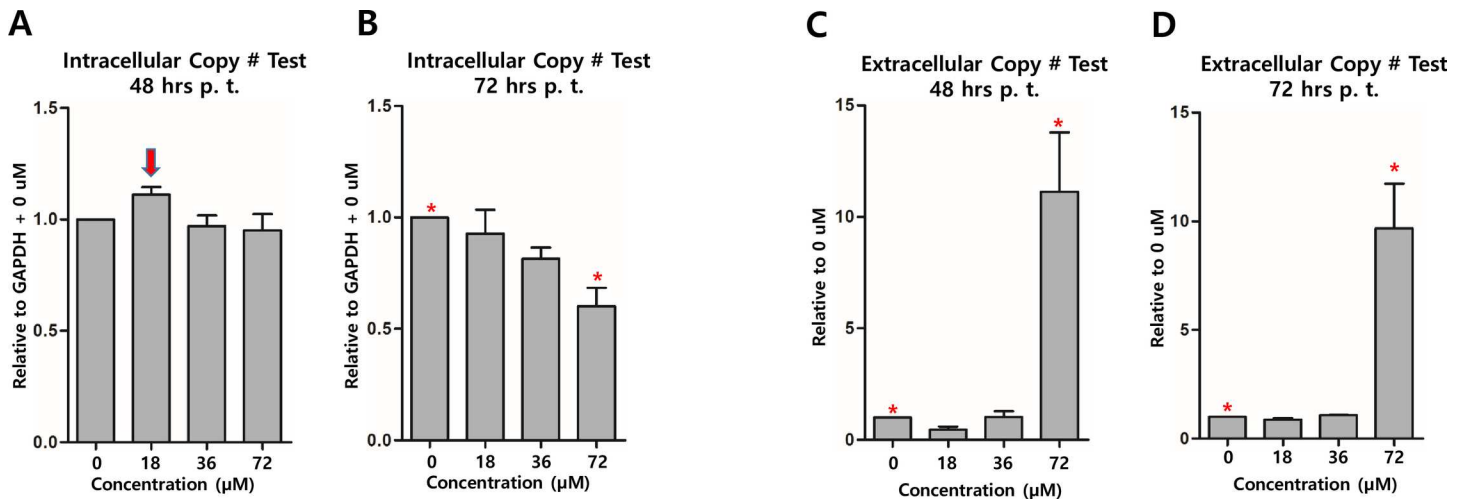 A
Intracellular Copy # Test
48 hrs p. t.
Relative to GAPDH + 0 uM
1.5
1.0
0.5
0.0
0 18 36 72
Concentration (µM)
B
Intracellular Copy # Test
72 hrs p. t.
Relative to GAPDH + 0 uM
1.5
1.0
0.5
0.0
*
*
0 18 36 72
Concentration (µM)
C
Extracellular Copy # Test
48 hrs p. t.
Relative to 0 uM
15
10
5
0
*
*
0 18 36 72
Concentration (µM)
D
Extracellular Copy # Test
72 hrs p. t.
Relative to 0 uM
15
10
5
0
*
*
0 18 36 72
Concentration (µM)